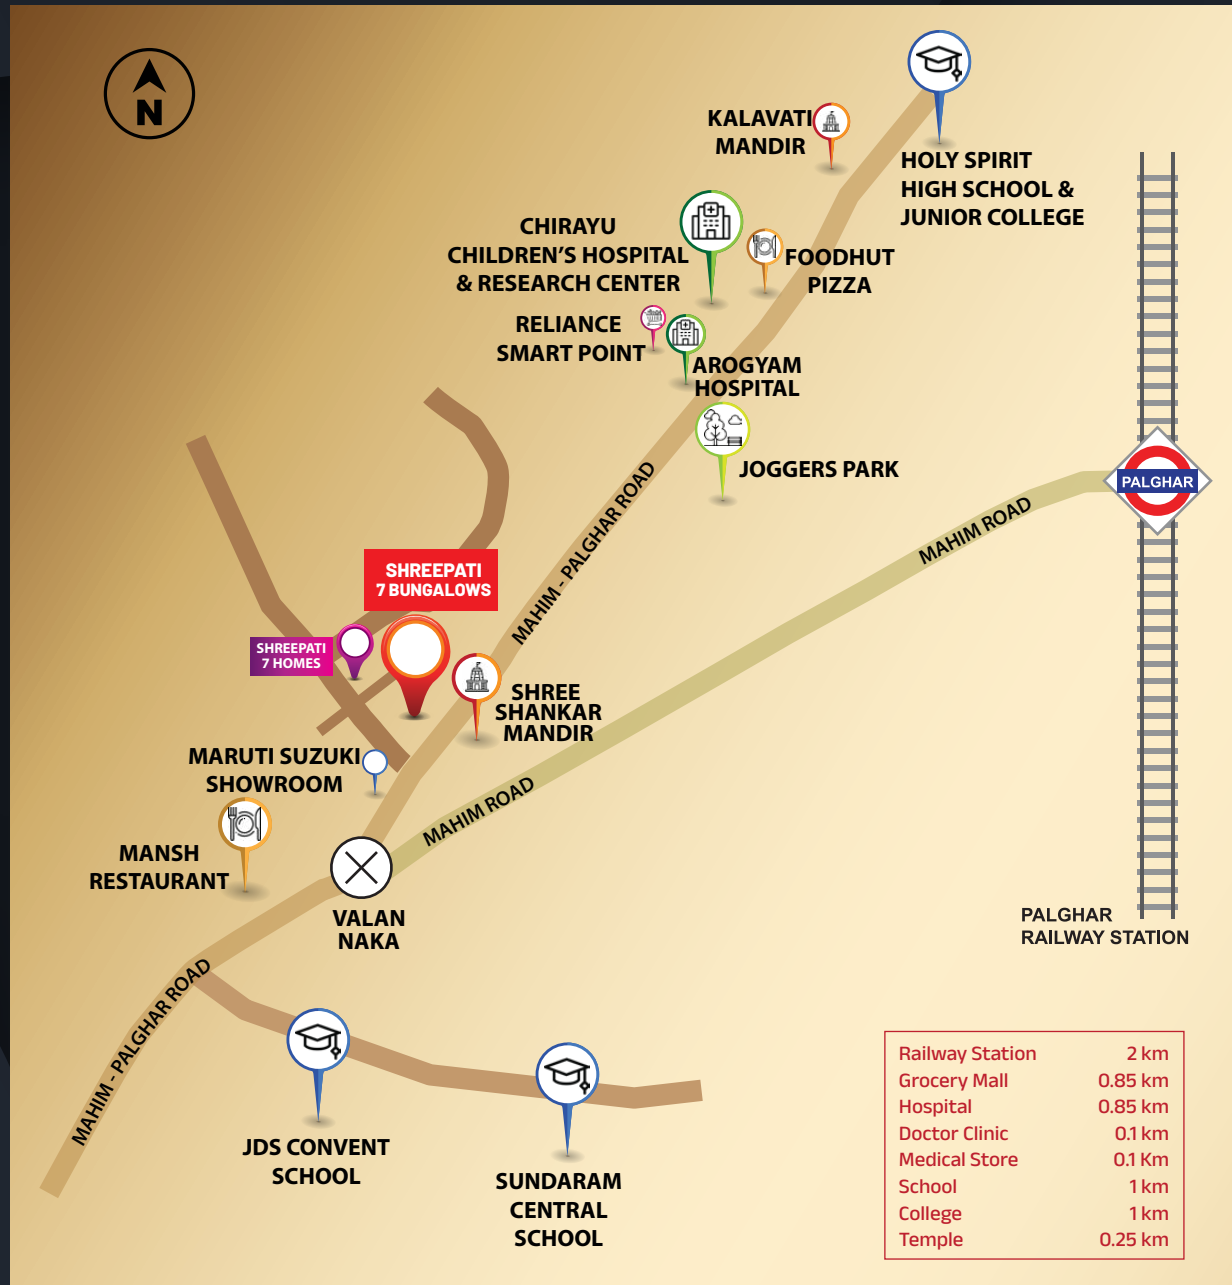 N
KALAVATI
MANDIR
HOLY SPIRIT
HIGH SCHOOL &
JUNIOR COLLEGE
CHIRAYU
CHILDREN'S HOSPITAL
& RESEARCH CENTER
FOODHUT
PIZZA
RELIANCE
SMART POINT
AROGYAM
HOSPITAL
JOGGERS PARK
MAHIM - PALGHAR ROAD
PALGHAR
MAHIM ROAD
SHREEPATI
7 BUNGALOWS
SHREEPATI
7 HOMES
SHREE
SHANKAR
MANDIR
MARUTI SUZUKI
SHOWROOM
MAHIM ROAD
MANSH
RESTAURANT
VALAN
NAKA
PALGHAR
RAILWAY STATION
MAHIM - PALGHAR ROAD
JDS CONVENT
SCHOOL
SUNDARAM
CENTRAL
SCHOOL
Railway Station 2 km
Grocery Mall 0.85 km
Hospital 0.85 km
Doctor Clinic 0.1 km
Medical Store 0.1 Km
School 1 km
College 1 km
Temple 0.25 km